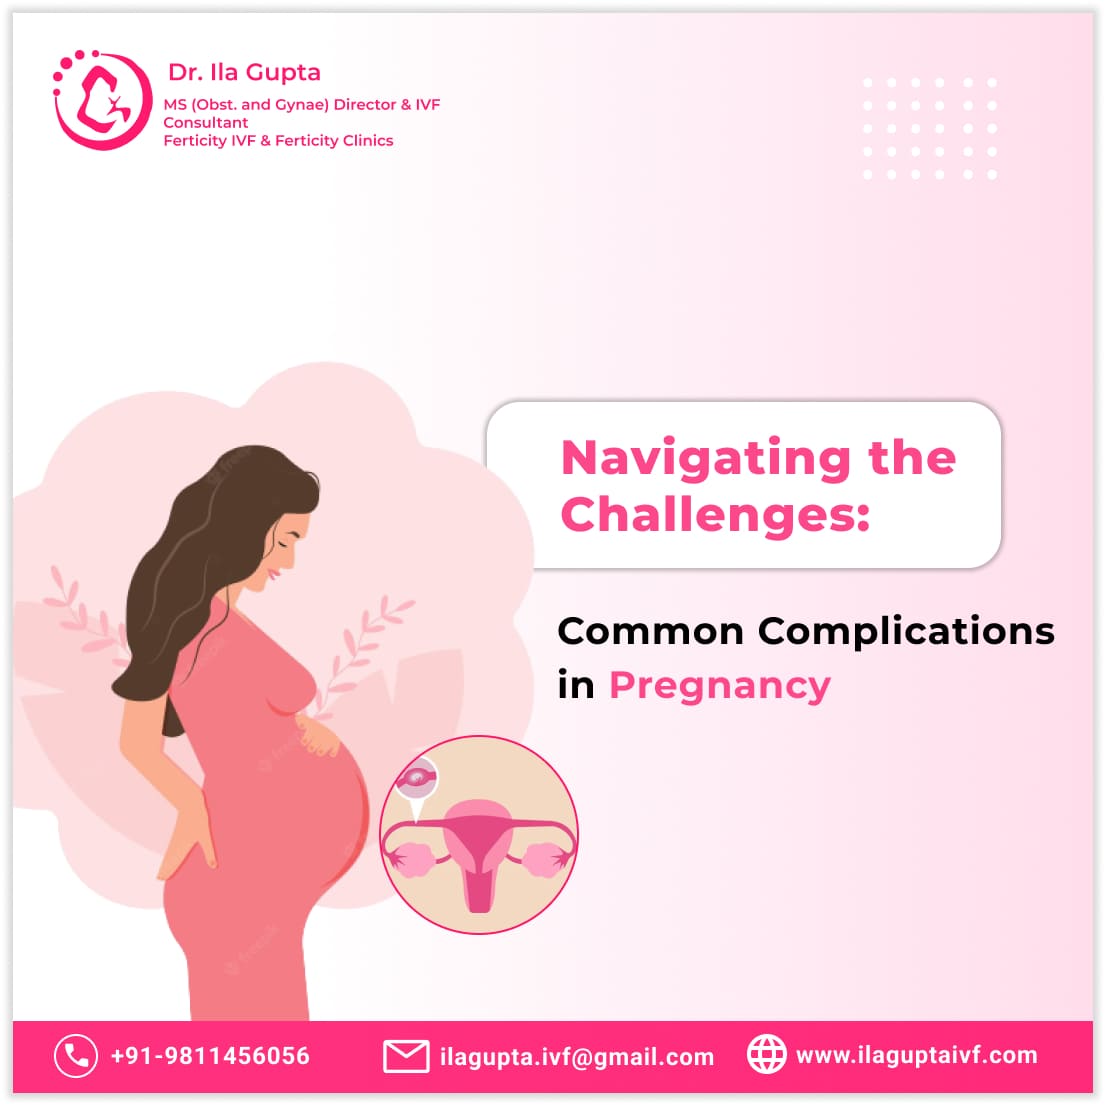 Dr. Ila Gupta
MS (Obst. and Gynae) Director & IVF
Consultant
Ferticity IVF & Ferticity Clinics
Navigating the
Challenges:
Common Complications
in Pregnancy
+91-9811456056
ilagupta.ivf@gmail.com
www.ilaguptaivf.com